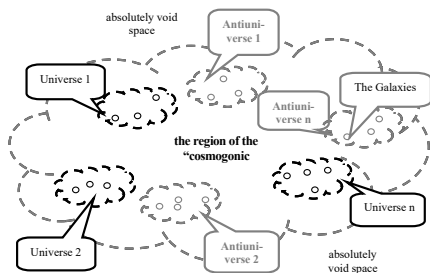 absolutely void
space
Antiuni-
verse 1
Universe 1
The Galaxies
Antiuni-
verse n
the region of the
“cosmogonic
Universe n
Universe 2
Antiuni-
verse 2
absolutely
void space